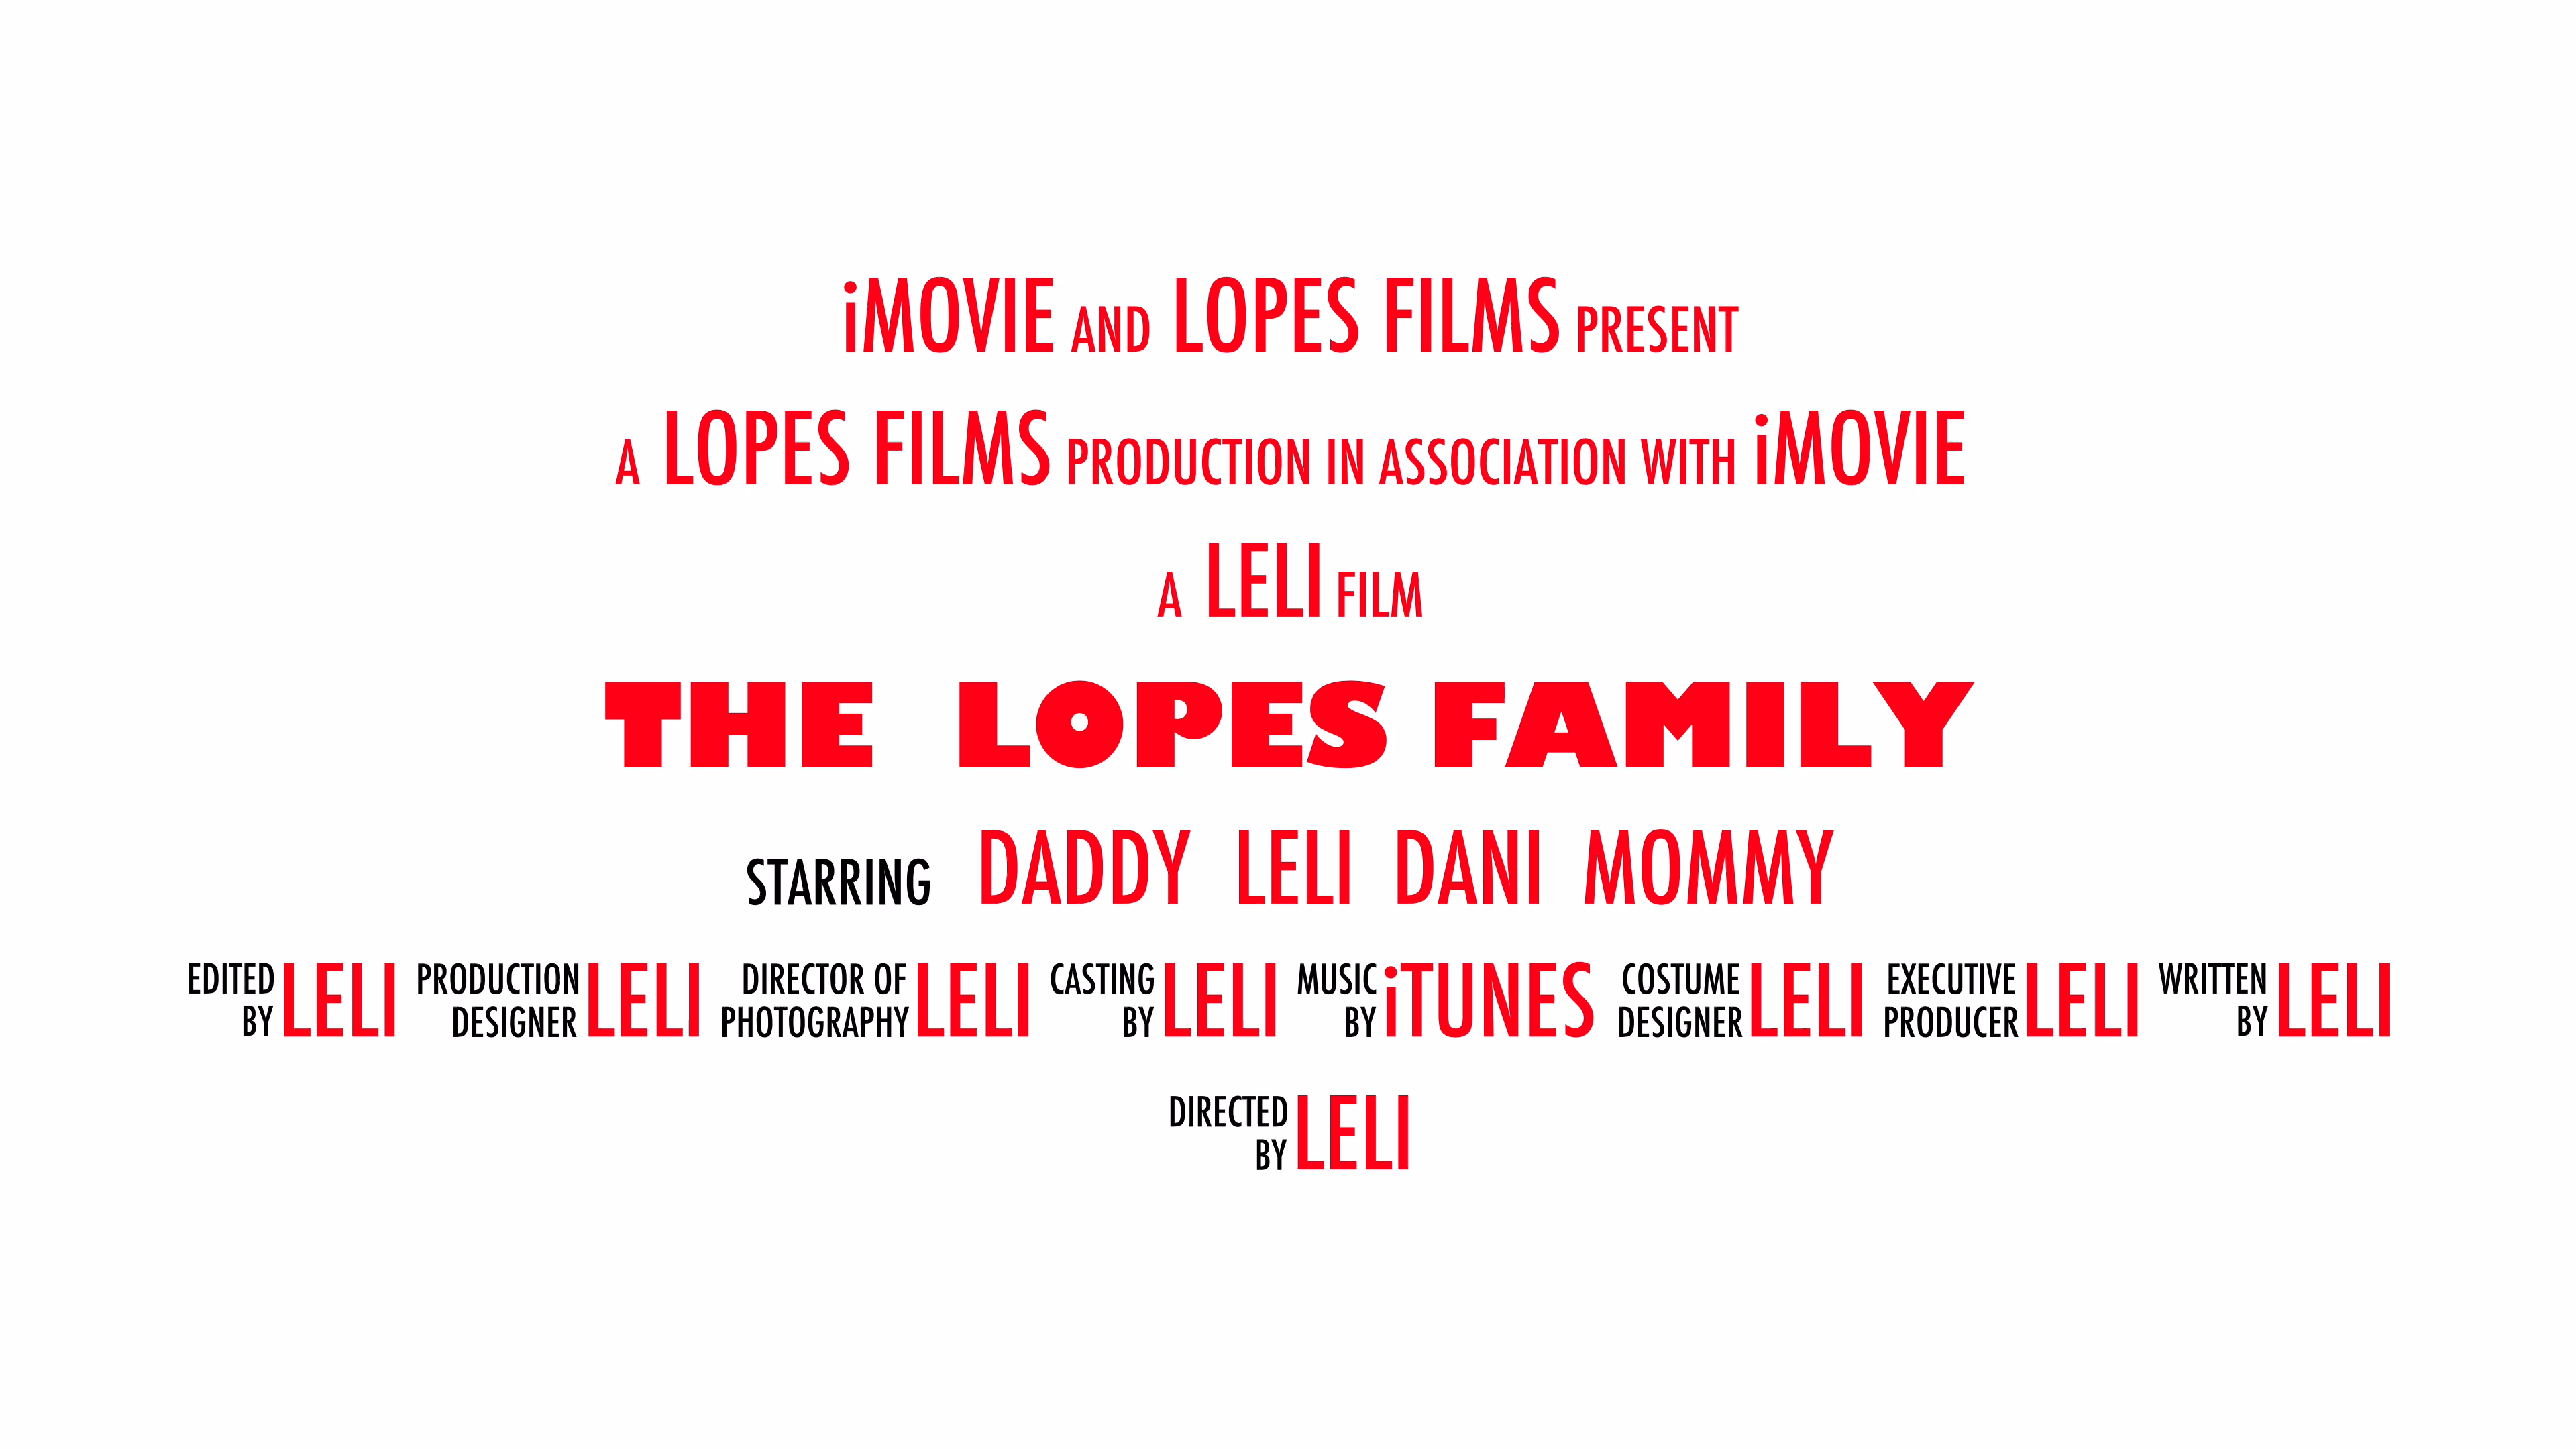 iMOVIE AND LOPES FILMS PRESENT
A LOPES FILMS PRODUCTION IN ASSOCIATION WITH iMOVIE
A LELI FILM
THE LOPES FAMILY
STARRING DADDY LELI DANI MOMMY
EDITED BY LELI PRODUCTION DESIGNER LELI DIRECTOR OF PHOTOGRAPHY LELI CASTING BY LELI MUSIC BY iTUNES COSTUME DESIGNER LELI EXECUTIVE PRODUCER LELI WRITTEN BY LELI
DIRECTED BY LELI